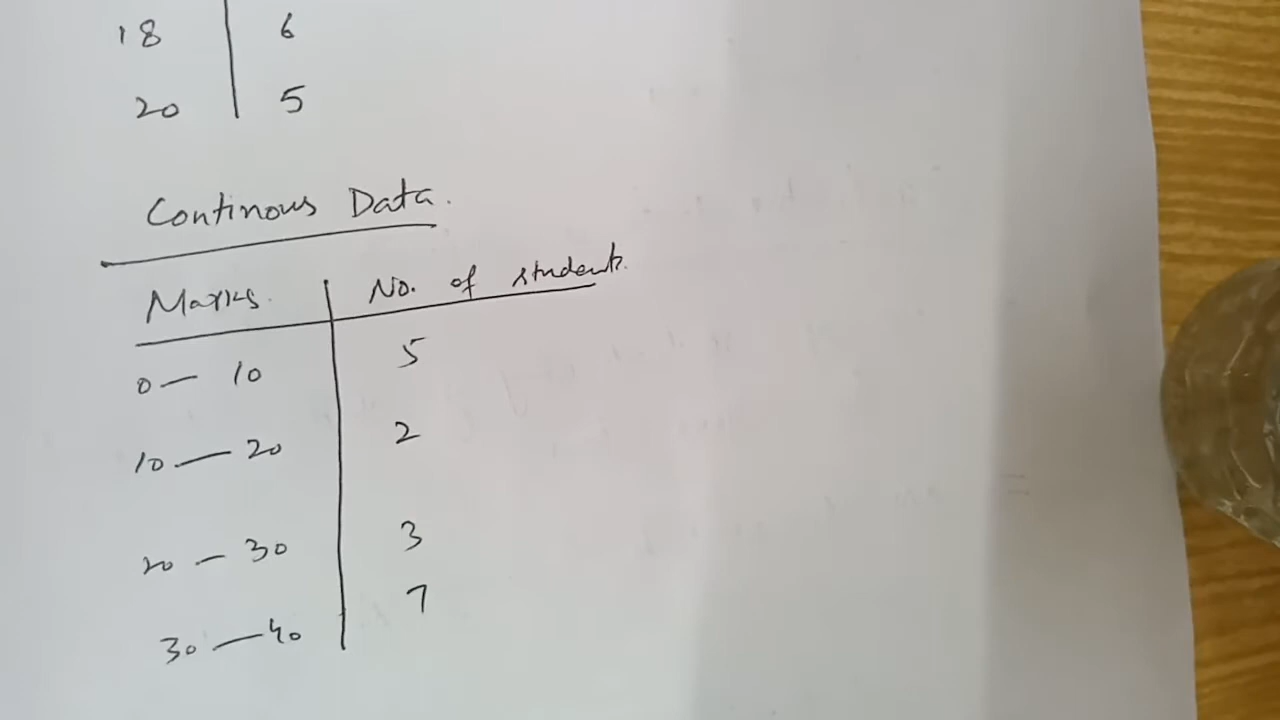 18 6
20 5
Continous Data.
Marks. No. of students.
0 — 10 5
10 — 20 2
20 — 30 3
30 — 40 7